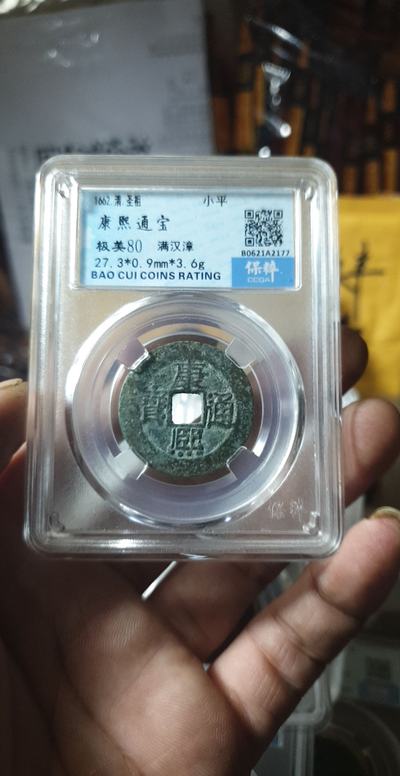 1662.清.圣祖 小平
康熙通宝
极美80 满汉漳
B0621A2177
27.3*0.9mm*3.6g 保粹
BAO CUI COINS RATING CCQA
康熙通寶